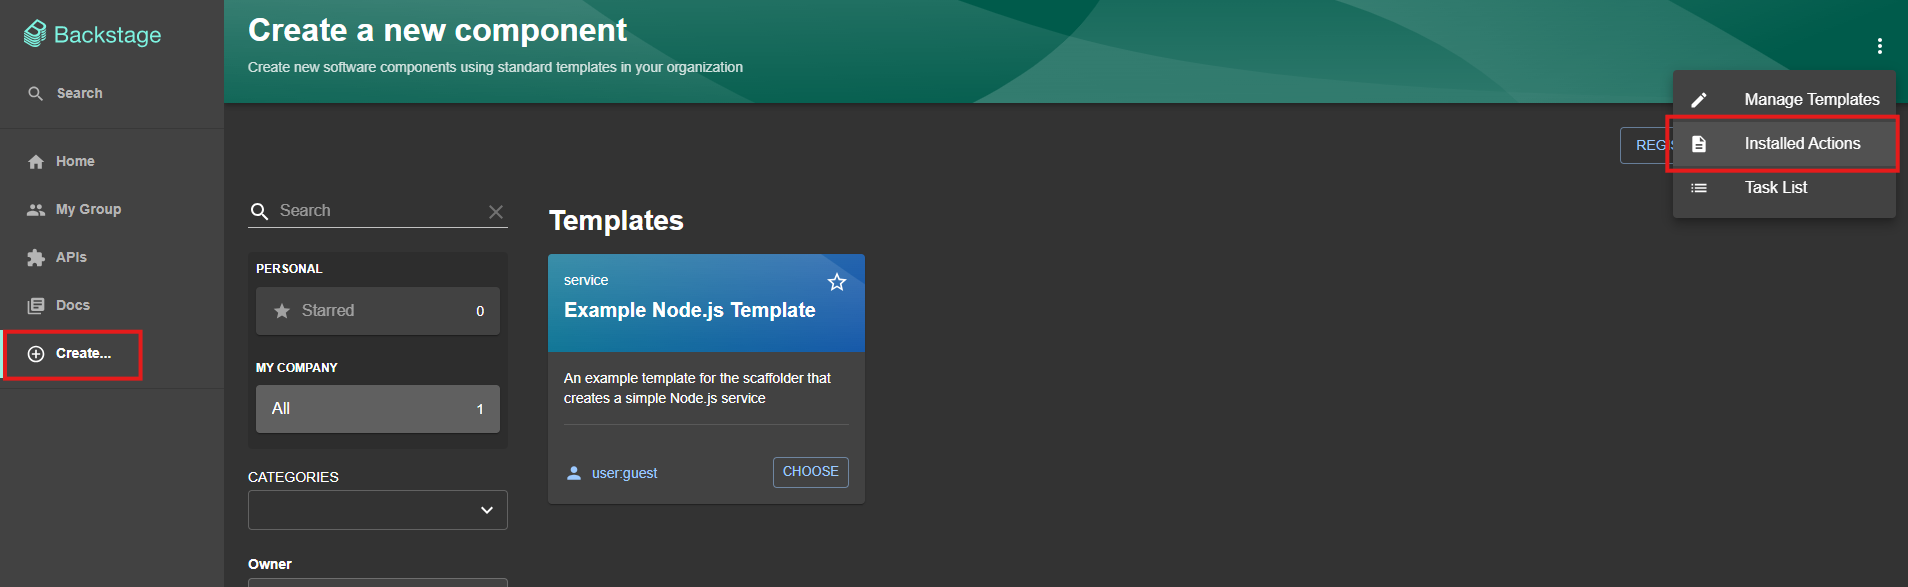 Backstage
Search
Home
My Group
APIs
Docs
Create...
Create a new component
Create new software components using standard templates in your organization
Manage Templates
Installed Actions
Task List
Search
PERSONAL
Starred 0
MY COMPANY
All 1
CATEGORIES
Owner
Templates
service
Example Node.js Template
An example template for the scaffolder that
creates a simple Node.js service
user:guest
CHOOSE